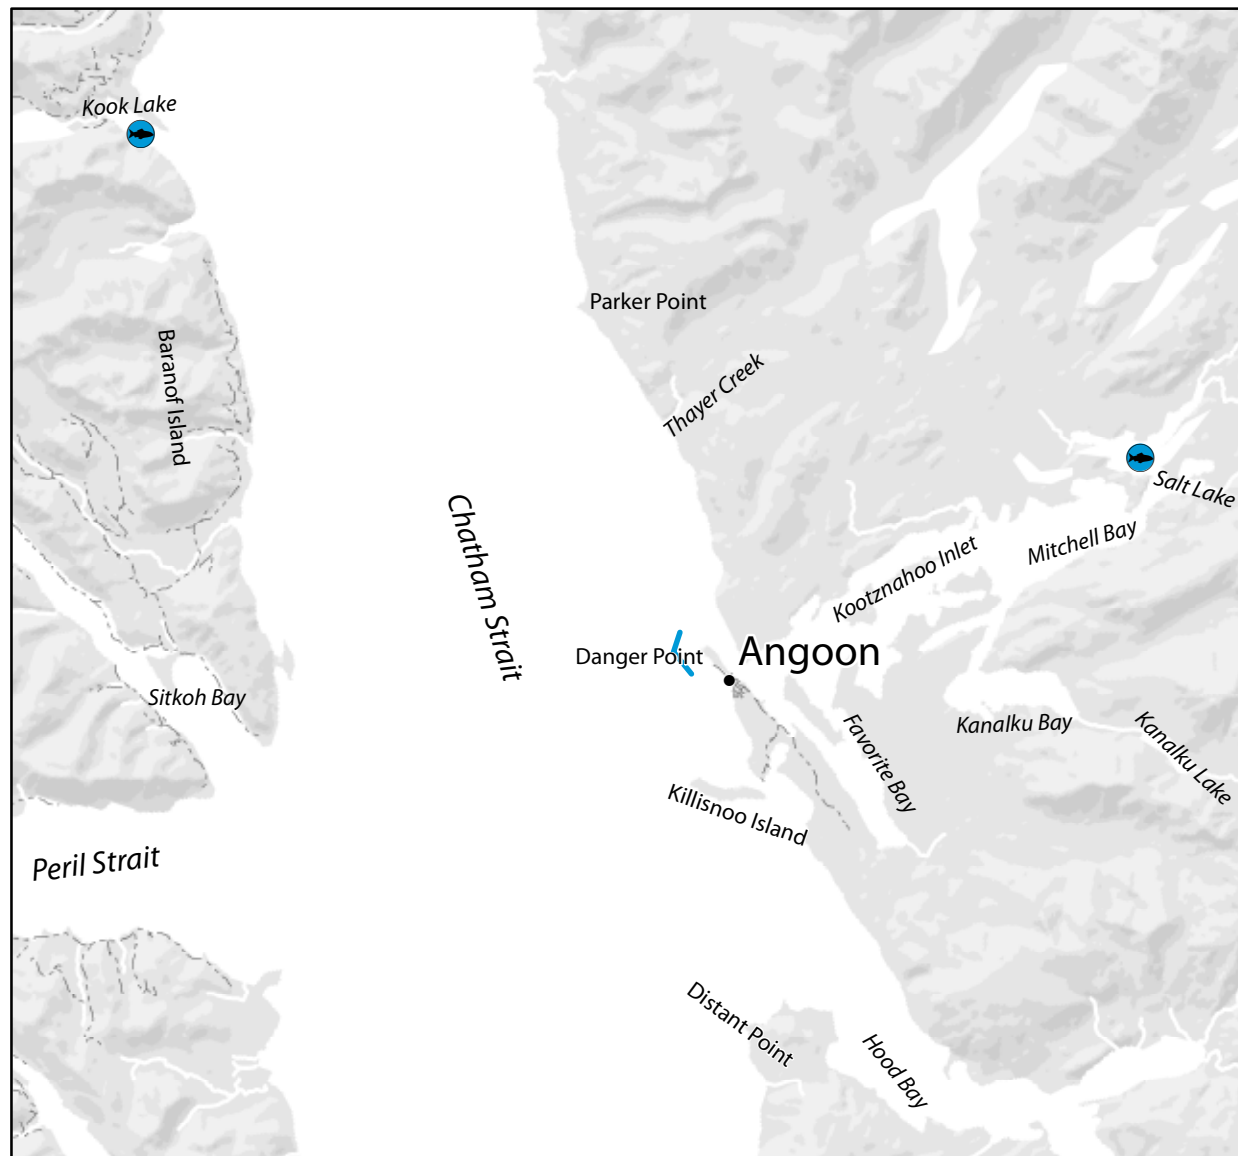 Kook Lake
Parker Point
Baranof Island
Thayer Creek
Salt Lake
Chatham Strait
Mitchell Bay
Kootznahoo Inlet
Danger Point
Angoon
Sitkoh Bay
Kanalku Bay
Favorite Bay
Kanalku Lake
Killisnoo Island
Peril Strait
Distant Point
Hood Bay